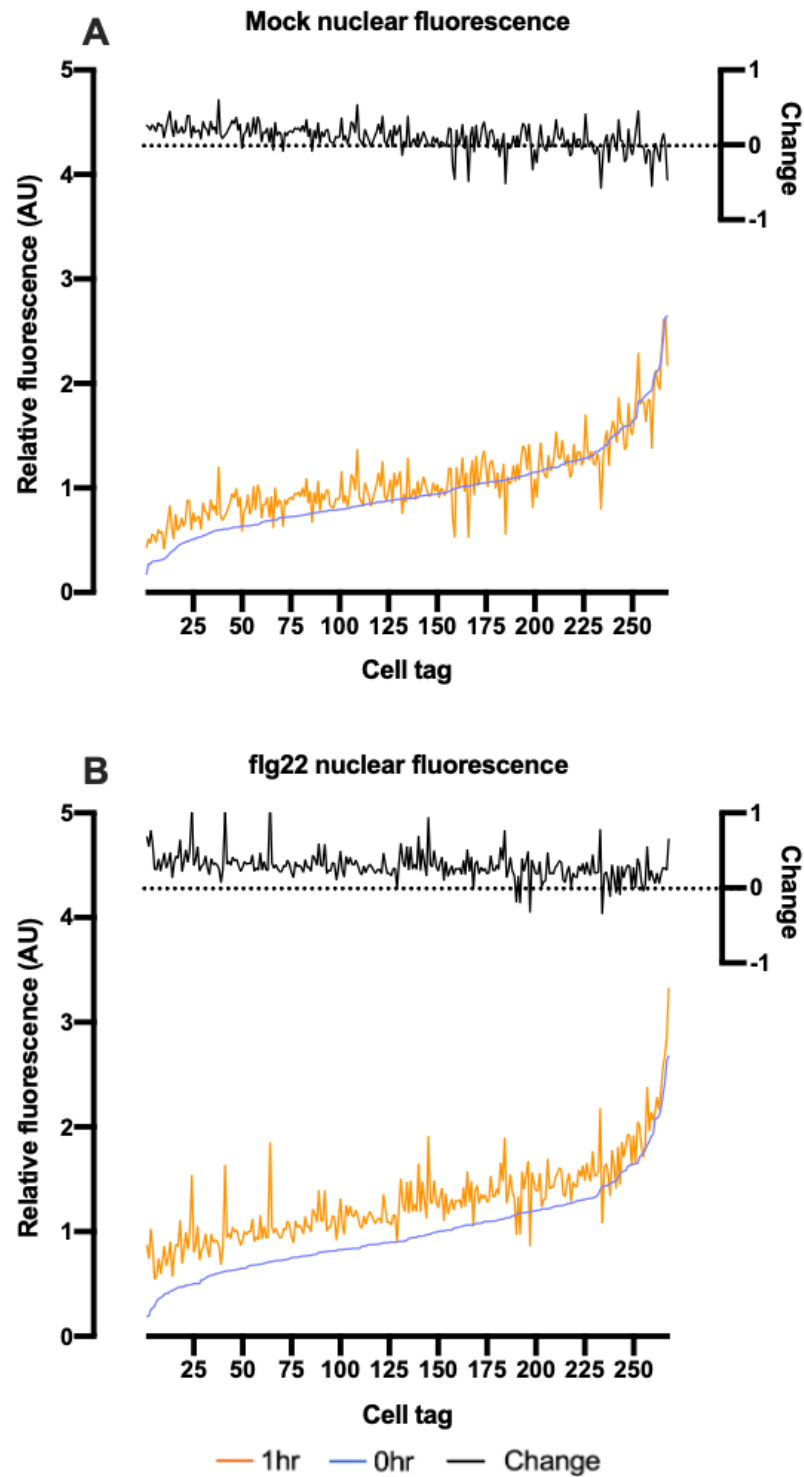 A
Mock nuclear fluorescence
5
4
3
2
1
0
Relative fluorescence (AU)
1
0
-1
Change
25 50 75 100 125 150 175 200 225 250
Cell tag
B
flg22 nuclear fluorescence
5
4
3
2
1
0
Relative fluorescence (AU)
1
0
-1
Change
25 50 75 100 125 150 175 200 225 250
Cell tag
1hr 0hr Change